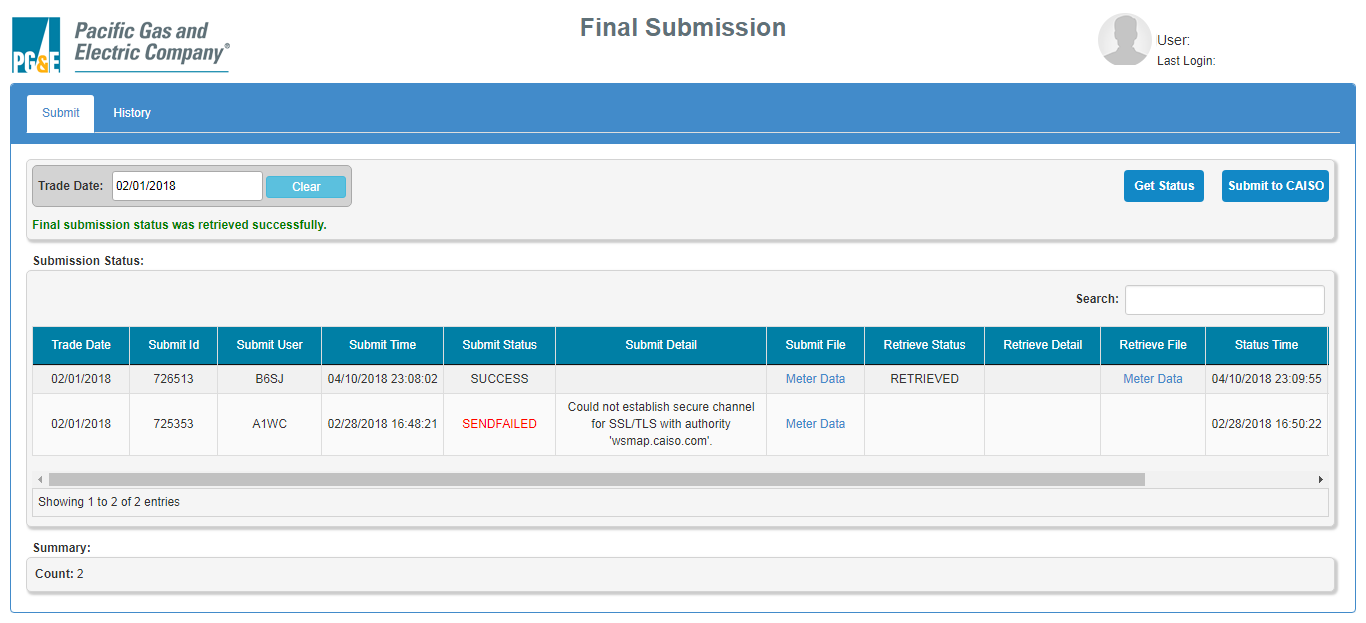 PG&E
Pacific Gas and
Electric Company®
Final Submission
User:
Last Login:
Submit History
Trade Date: 02/01/2018 Clear Get Status Submit to CAISO
Final submission status was retrieved successfully.
Submission Status:
Search:
Trade Date Submit Id Submit User Submit Time Submit Status Submit Detail Submit File Retrieve Status Retrieve Detail Retrieve File Status Time
02/01/2018 726513 B6SJ 04/10/2018 23:08:02 SUCCESS Meter Data RETRIEVED Meter Data 04/10/2018 23:09:55
02/01/2018 725353 A1WC 02/28/2018 16:48:21 SENDFAILED Could not establish secure channel
for SSL/TLS with authority
'wsmap.caiso.com'. Meter Data 02/28/2018 16:50:22
Showing 1 to 2 of 2 entries
Summary:
Count: 2